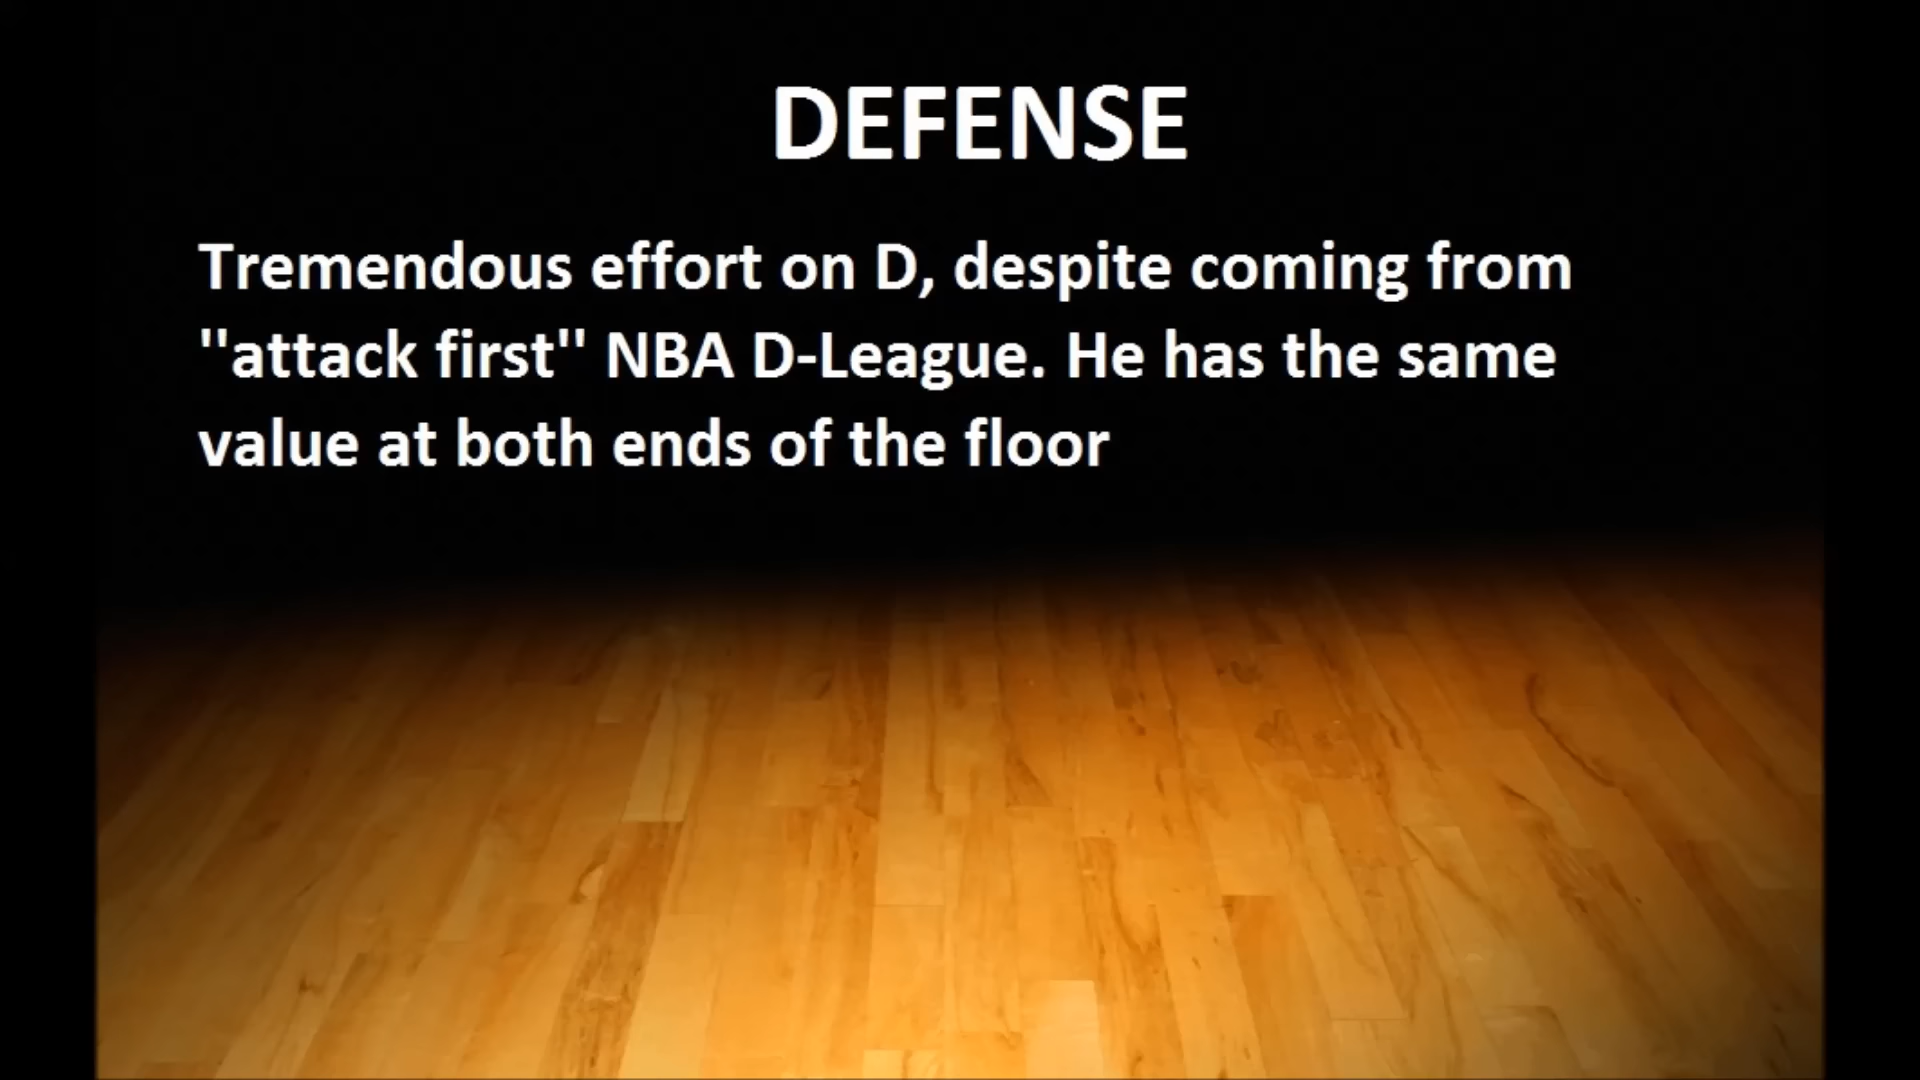 DEFENSE
Tremendous effort on D, despite coming from
"attack first" NBA D-League. He has the same
value at both ends of the floor